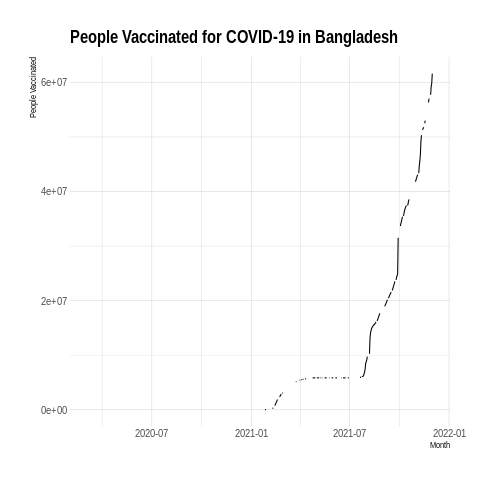 People Vaccinated for COVID-19 in Bangladesh
People Vaccinated
6e+07
4e+07
2e+07
0e+00
2020-07 2021-01 2021-07 2022-01
Month